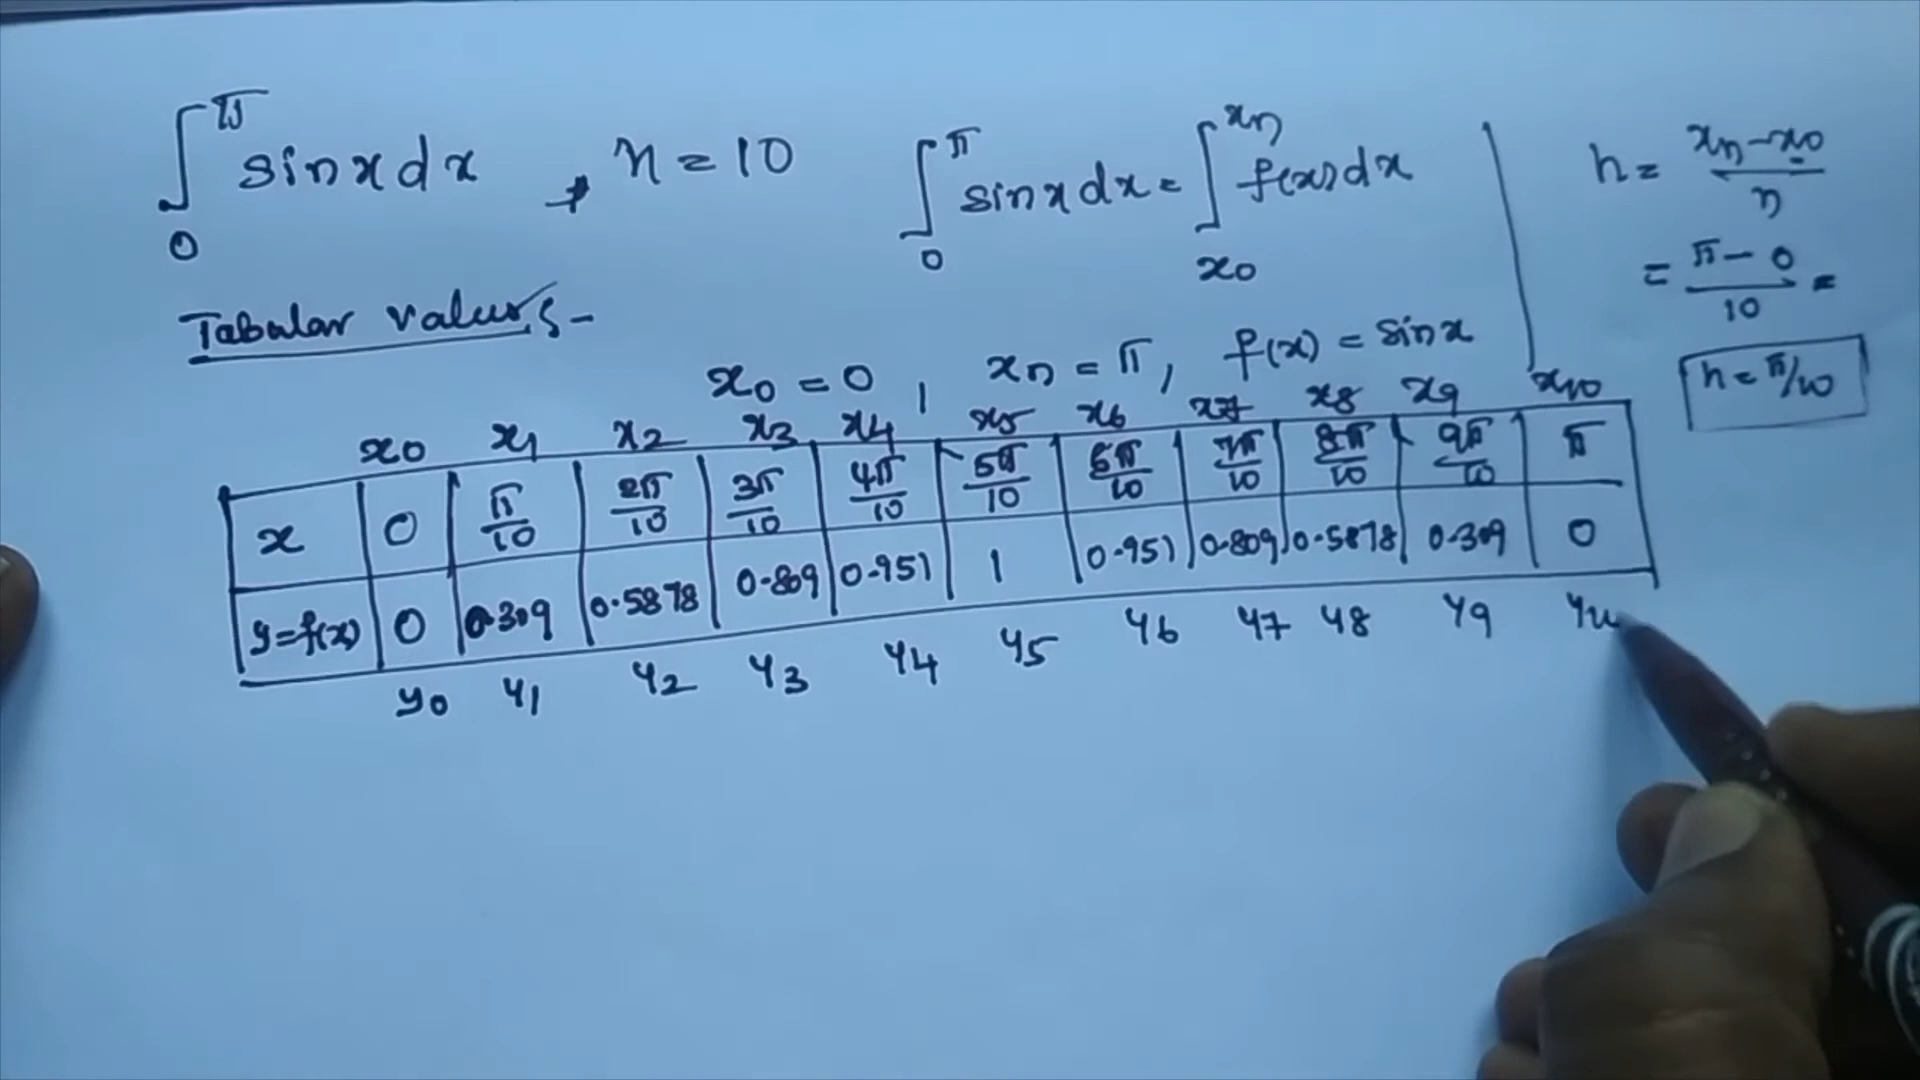 ∫₀^π sinx dx , n = 10
∫₀^π sinx dx = ∫_{x0}^{xn} f(x) dx
h = (xn - x0)/n
= (π - 0)/10 =
h = π/10
Tabular values:-
x0 = 0 , xn = π , f(x) = sinx
x0 x1 x2 x3 x4 x5 x6 x7 x8 x9 x10
x 0 π/10 2π/10 3π/10 4π/10 5π/10 6π/10 7π/10 8π/10 9π/10 π
y=f(x) 0 0.309 0.5878 0.809 0.951 1 0.951 0.809 0.5878 0.309 0
y0 y1 y2 y3 y4 y5 y6 y7 y8 y9